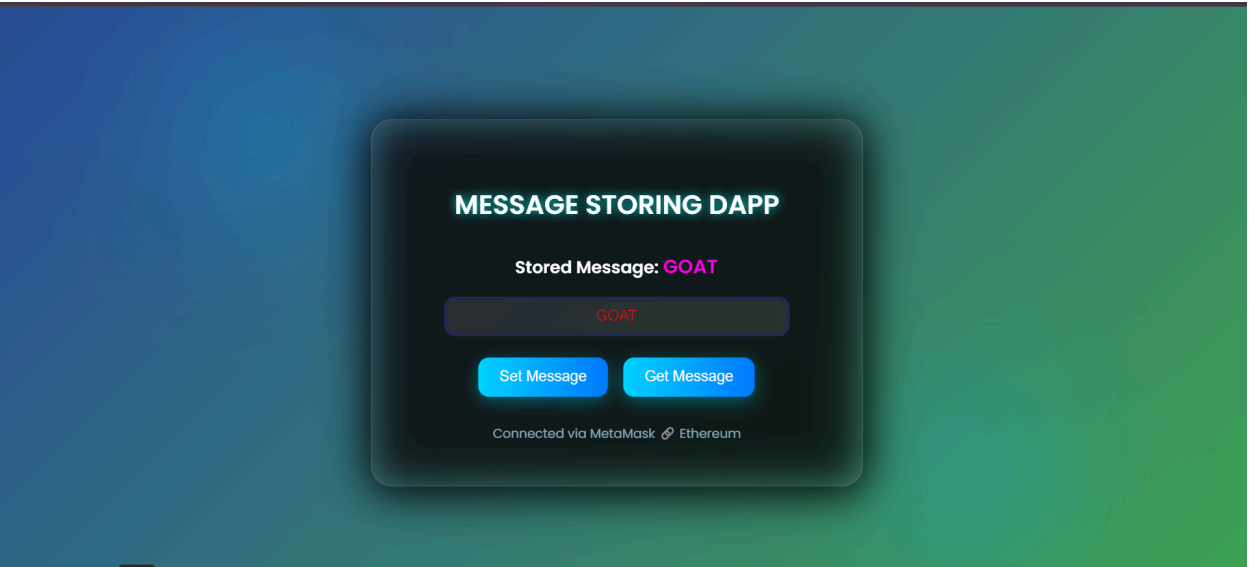 MESSAGE STORING DAPP
Stored Message: GOAT
GOAT
Set Message Get Message
Connected via MetaMask 🔗 Ethereum